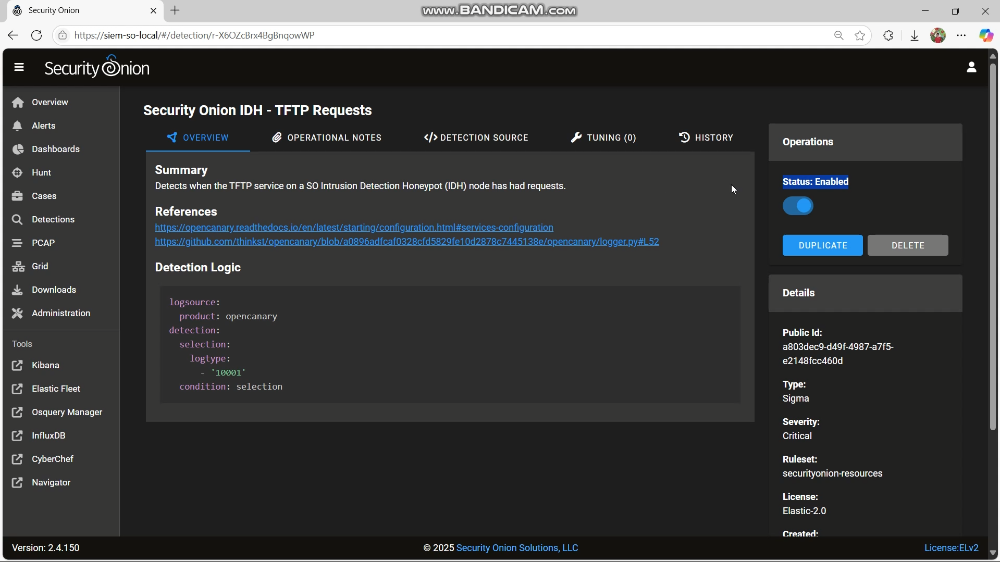 Security Onion
www.BANDICAM.com
https://siem-so-local/#/detection/r-X6OZcBrx4BgBnqowWP
Security Onion
Overview
Alerts
Dashboards
Hunt
Cases
Detections
PCAP
Grid
Downloads
Administration
Tools
Kibana
Elastic Fleet
Osquery Manager
InfluxDB
CyberChef
Navigator
Security Onion IDH - TFTP Requests
OVERVIEW
OPERATIONAL NOTES
DETECTION SOURCE
TUNING (0)
HISTORY
Summary
Detects when the TFTP service on a SO Intrusion Detection Honeypot (IDH) node has had requests.
References
https://opencanary.readthedocs.io/en/latest/starting/configuration.html#services-configuration
https://github.com/thinkst/opencanary/blob/a0896adfcaf0328cfd5829fe10d2878c7445138e/opencanary/logger.py#L52
Detection Logic
logsource:
product: opencanary
detection:
selection:
logtype:
- '10001'
condition: selection
Operations
Status: Enabled
DUPLICATE
DELETE
Details
Public Id:
a803dec9-d49f-4987-a7f5-
e2148fcc460d
Type:
Sigma
Severity:
Critical
Ruleset:
securityonion-resources
License:
Elastic-2.0
Created:
Version: 2.4.150
© 2025 Security Onion Solutions, LLC
License:ELv2